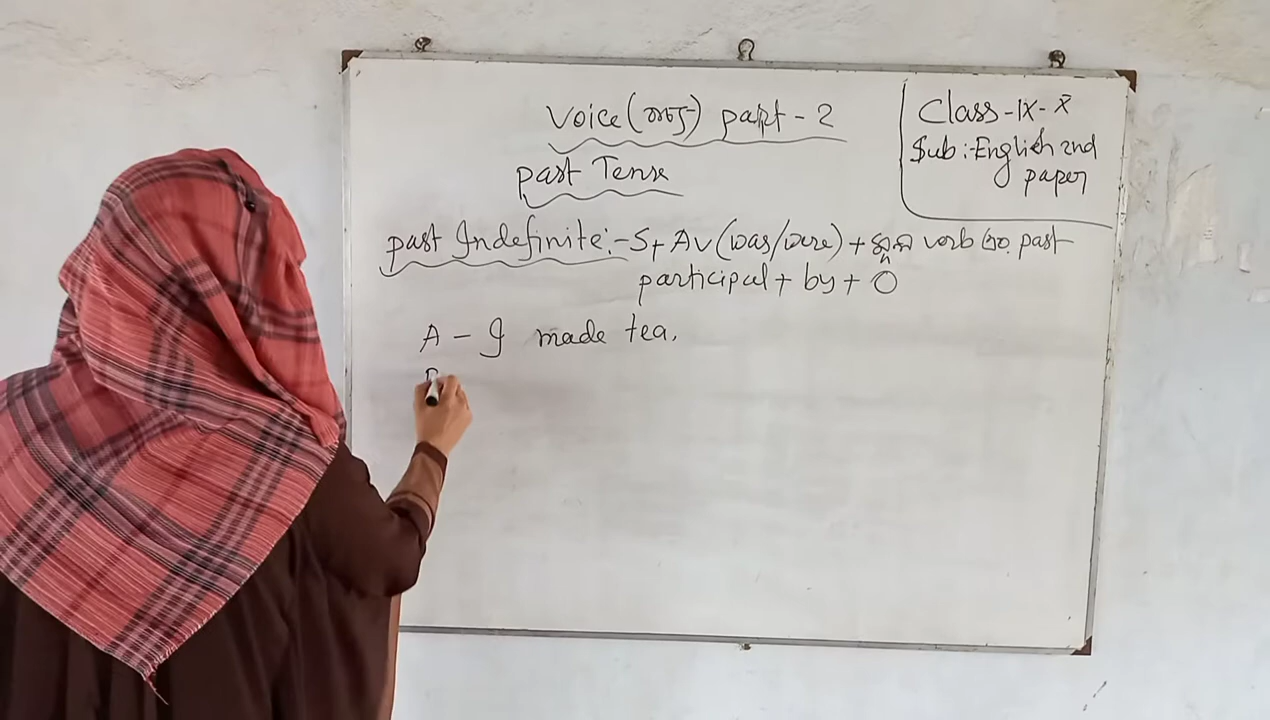 Voice (বাচ্য) part - 2
Class - IX - X
Sub :- English 2nd
paper
past Tense
past Indefinite :- S + AV (was/were) + মূল verb এর past
participal + by + O
A - I made tea.
P